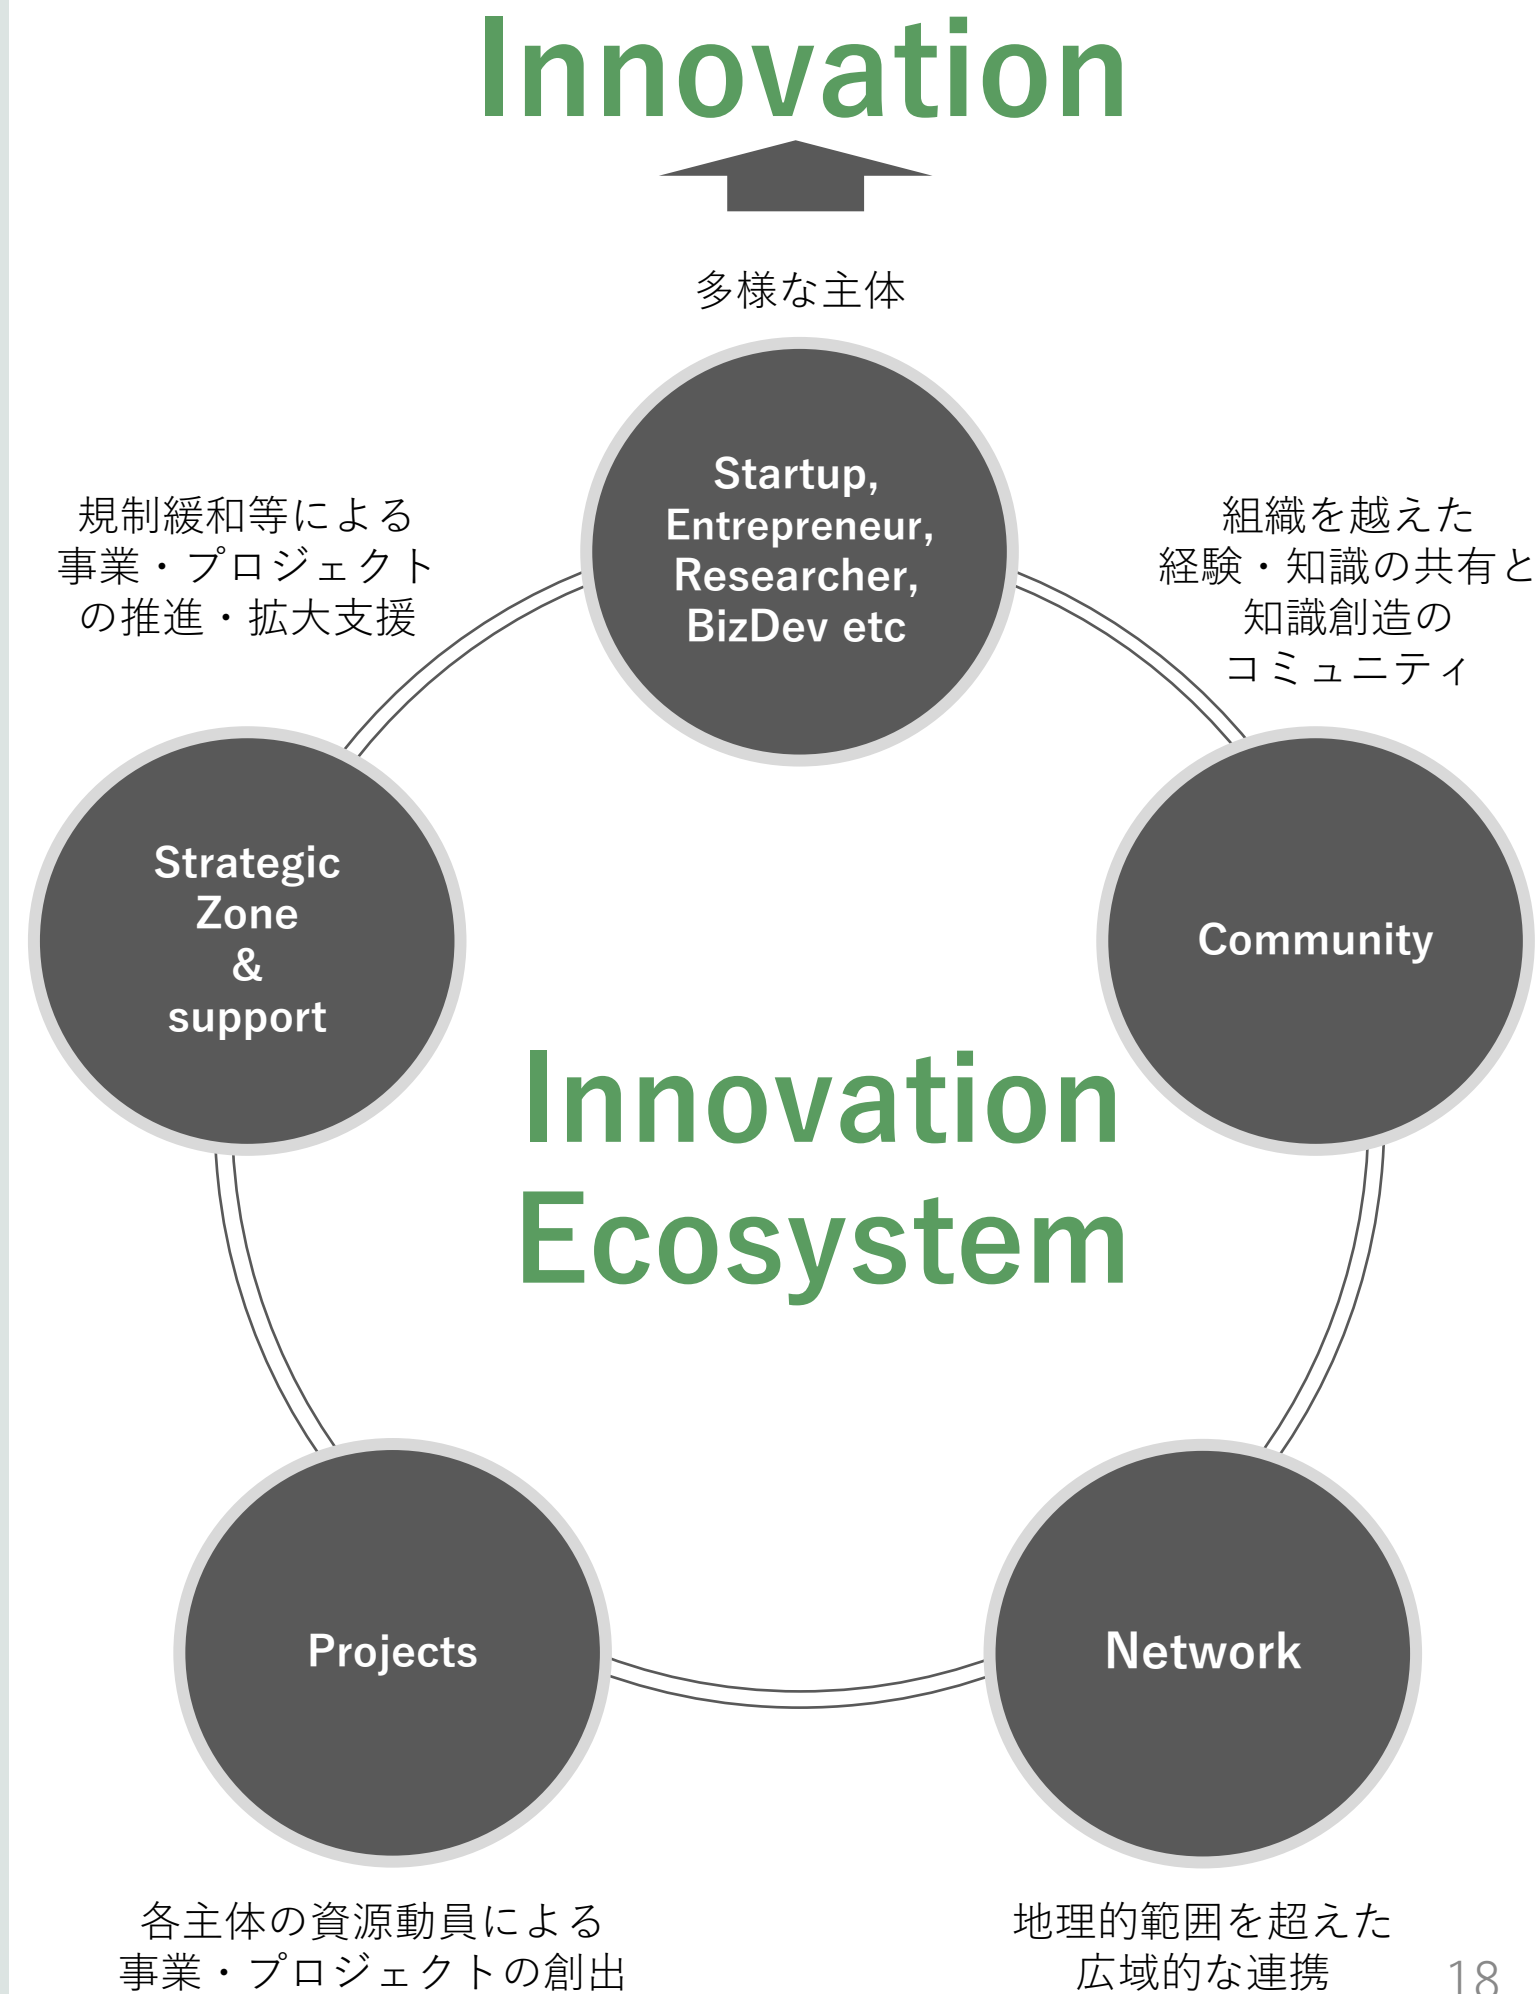 Innovation
多様な主体
Startup,
Entrepreneur,
Researcher,
BizDev etc
規制緩和等による
事業・プロジェクト
の推進・拡大支援
組織を越えた
経験・知識の共有と
知識創造の
コミュニティ
Strategic
Zone
&
support
Community
Innovation
Ecosystem
Projects
Network
各主体の資源動員による
事業・プロジェクトの創出
地理的範囲を超えた
広域的な連携
18